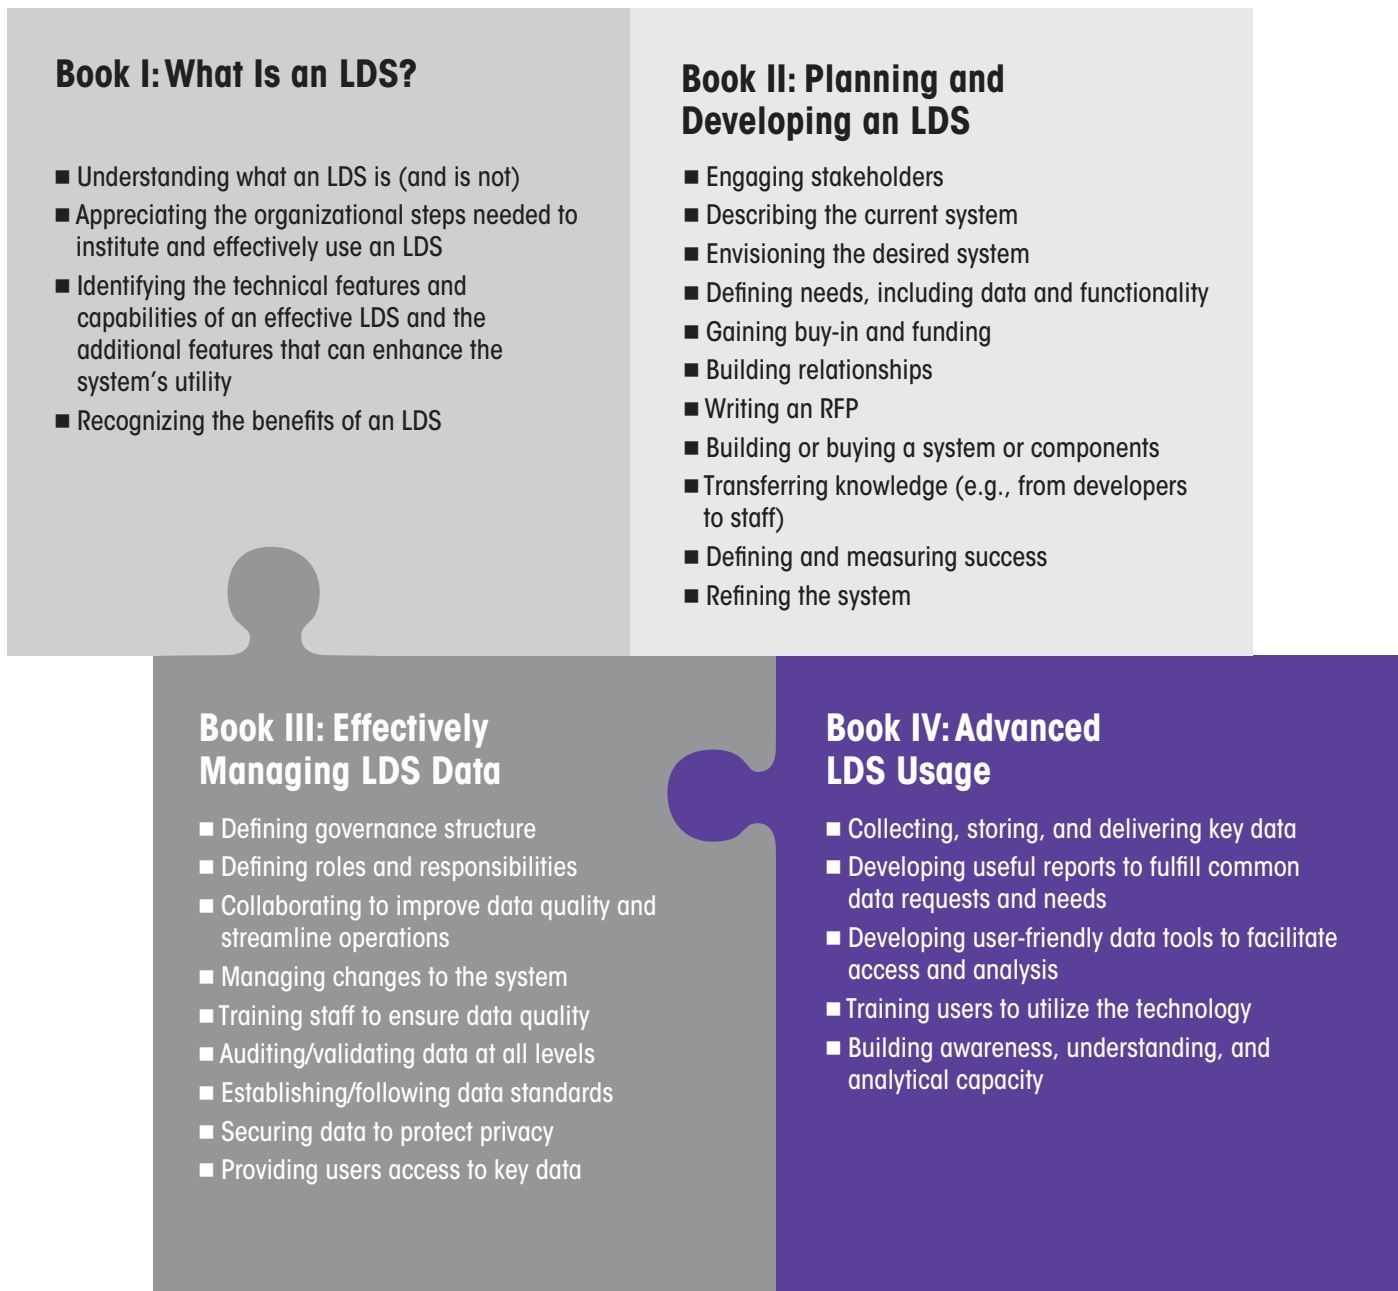 Book I: What Is an LDS?
■ Understanding what an LDS is (and is not)
■ Appreciating the organizational steps needed to
institute and effectively use an LDS
■ Identifying the technical features and
capabilities of an effective LDS and the
additional features that can enhance the
system's utility
■ Recognizing the benefits of an LDS
Book II: Planning and
Developing an LDS
■ Engaging stakeholders
■ Describing the current system
■ Envisioning the desired system
■ Defining needs, including data and functionality
■ Gaining buy-in and funding
■ Building relationships
■ Writing an RFP
■ Building or buying a system or components
■ Transferring knowledge (e.g., from developers
to staff)
■ Defining and measuring success
■ Refining the system
Book III: Effectively
Managing LDS Data
■ Defining governance structure
■ Defining roles and responsibilities
■ Collaborating to improve data quality and
streamline operations
■ Managing changes to the system
■ Training staff to ensure data quality
■ Auditing/validating data at all levels
■ Establishing/following data standards
■ Securing data to protect privacy
■ Providing users access to key data
Book IV: Advanced
LDS Usage
■ Collecting, storing, and delivering key data
■ Developing useful reports to fulfill common
data requests and needs
■ Developing user-friendly data tools to facilitate
access and analysis
■ Training users to utilize the technology
■ Building awareness, understanding, and
analytical capacity